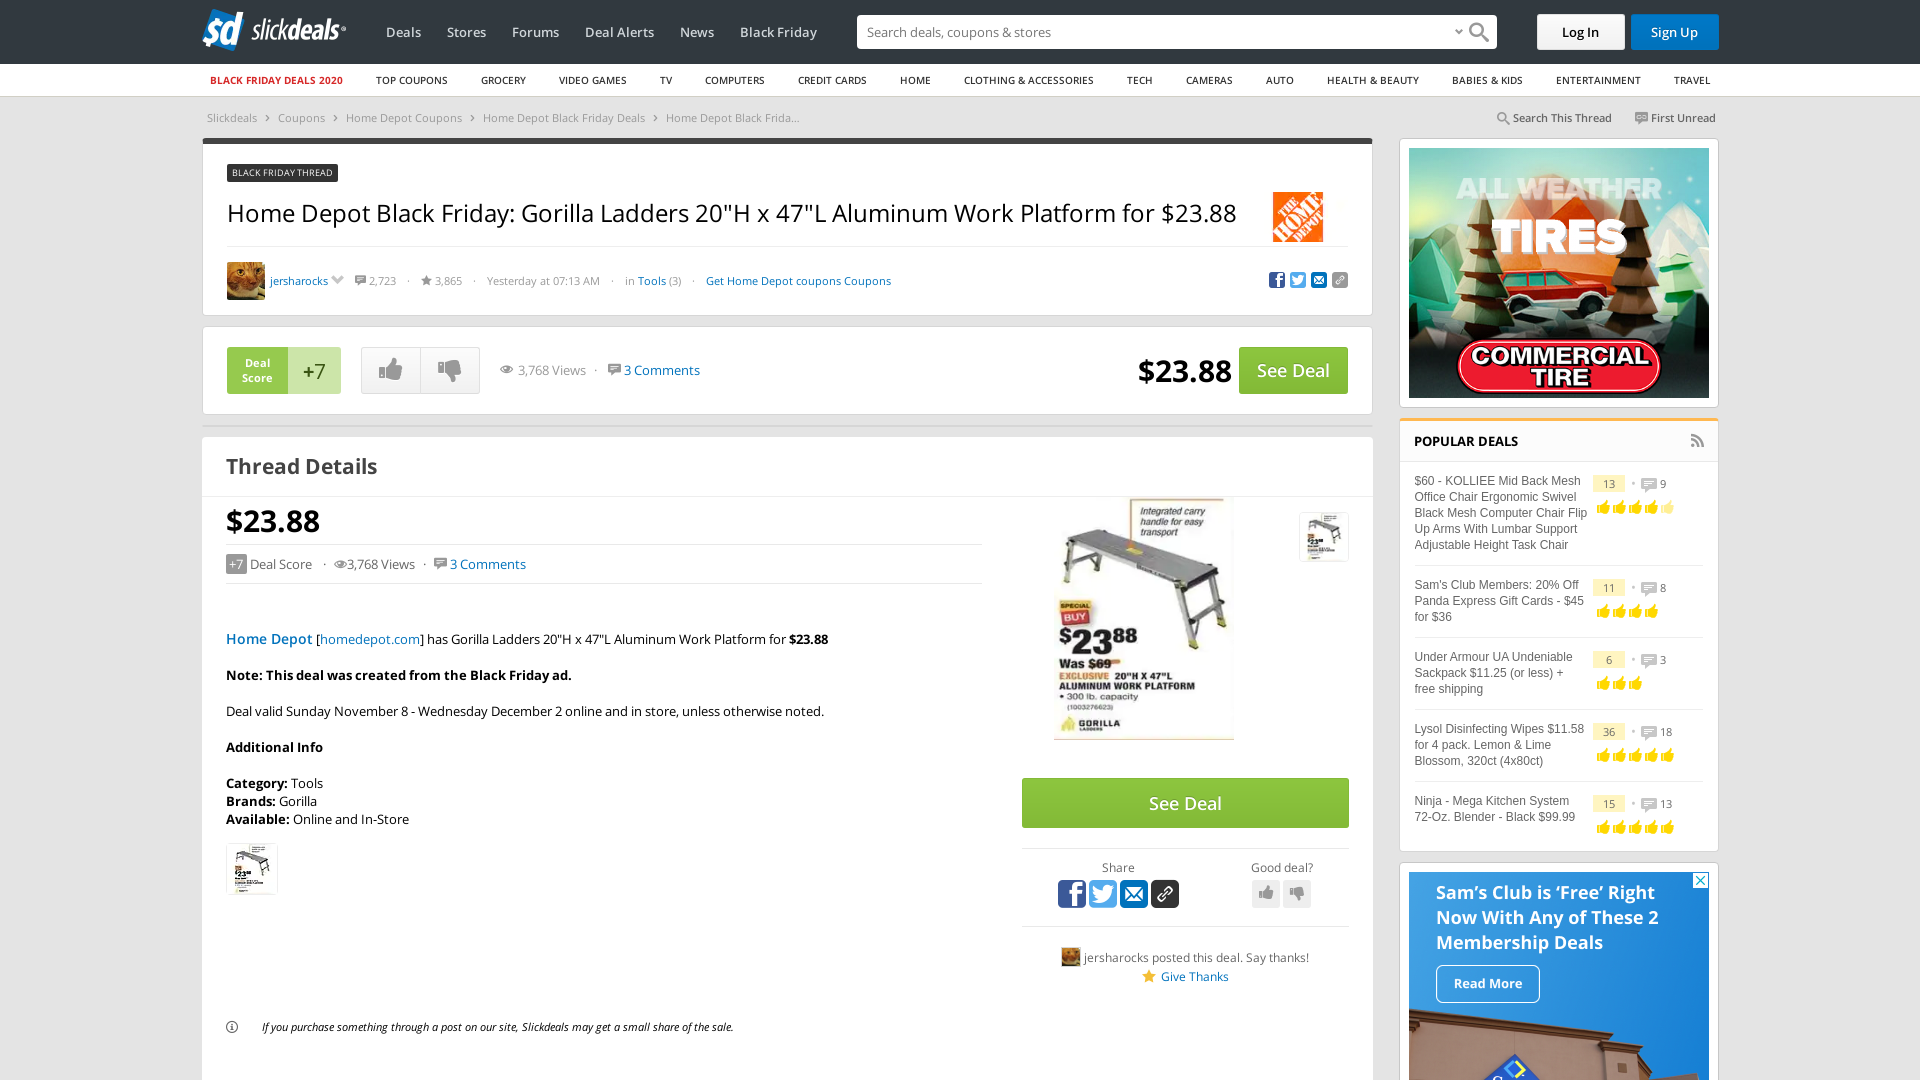 sd slickdeals
Deals
Stores
Forums
Deal Alerts
News
Black Friday
Search deals, coupons & stores
Log In
Sign Up
BLACK FRIDAY DEALS 2020
TOP COUPONS
GROCERY
VIDEO GAMES
TV
COMPUTERS
CREDIT CARDS
HOME
CLOTHING & ACCESSORIES
TECH
CAMERAS
AUTO
HEALTH & BEAUTY
BABIES & KIDS
ENTERTAINMENT
TRAVEL
Slickdeals › Coupons › Home Depot Coupons › Home Depot Black Friday Deals › Home Depot Black Frida...
Search This Thread
First Unread
BLACK FRIDAY THREAD
Home Depot Black Friday: Gorilla Ladders 20"H x 47"L Aluminum Work Platform for $23.88
THE HOME DEPOT
jersharocks 2,723 · 3,865 · Yesterday at 07:13 AM · in Tools (3) · Get Home Depot coupons Coupons
Deal Score
+7
3,768 Views · 3 Comments
$23.88
See Deal
Thread Details
$23.88
+7 Deal Score · 3,768 Views · 3 Comments
Home Depot [homedepot.com] has Gorilla Ladders 20"H x 47"L Aluminum Work Platform for $23.88
Note: This deal was created from the Black Friday ad.
Deal valid Sunday November 8 - Wednesday December 2 online and in store, unless otherwise noted.
Additional Info
Category: Tools
Brands: Gorilla
Available: Online and In-Store
Integrated carry
handle for easy
transport
SPECIAL
BUY
$23 88
Was $69
EXCLUSIVE 20"H X 47"L
ALUMINUM WORK PLATFORM
• 300 lb. capacity
(1003276623)
GORILLA
LADDERS
See Deal
Share
Good deal?
jersharocks posted this deal. Say thanks!
Give Thanks
If you purchase something through a post on our site, Slickdeals may get a small share of the sale.
ALL WEATHER
TIRES
COMMERCIAL
TIRE
POPULAR DEALS
$60 - KOLLIEE Mid Back Mesh
Office Chair Ergonomic Swivel
Black Mesh Computer Chair Flip
Up Arms With Lumbar Support
Adjustable Height Task Chair
13 • 9
Sam's Club Members: 20% Off
Panda Express Gift Cards - $45
for $36
11 • 8
Under Armour UA Undeniable
Sackpack $11.25 (or less) +
free shipping
6 • 3
Lysol Disinfecting Wipes $11.58
for 4 pack. Lemon & Lime
Blossom, 320ct (4x80ct)
36 • 18
Ninja - Mega Kitchen System
72-Oz. Blender - Black $99.99
15 • 13
Sam's Club is 'Free' Right
Now With Any of These 2
Membership Deals
Read More